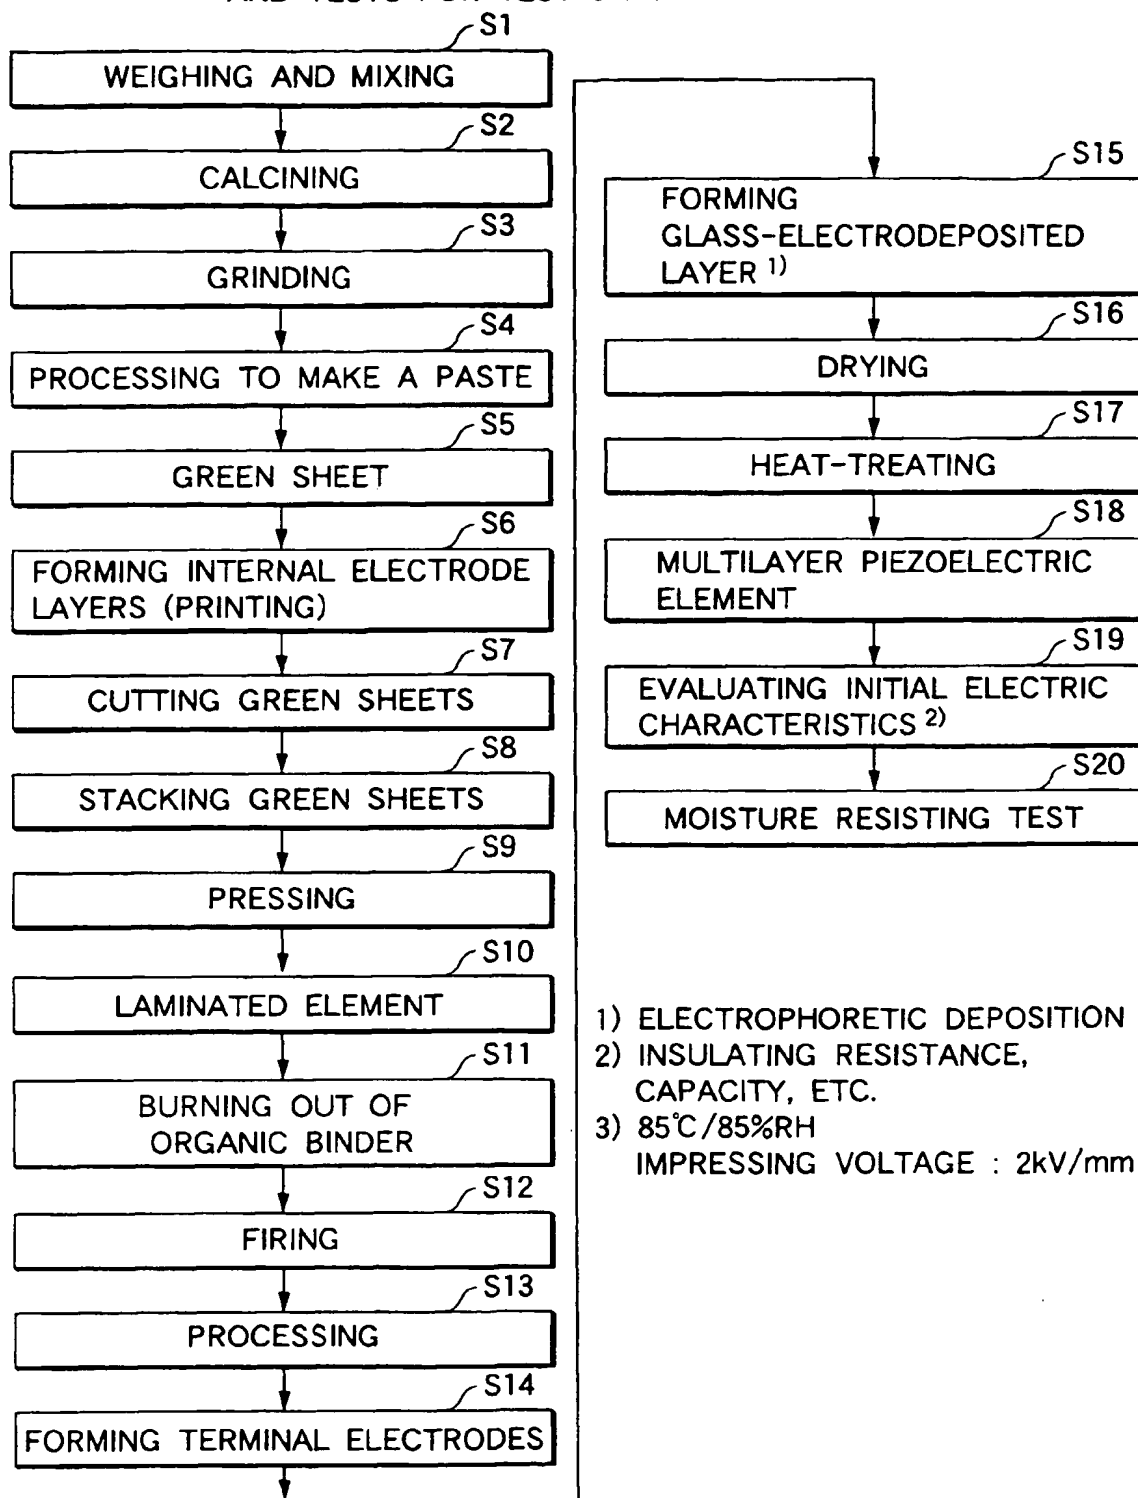 S1
WEIGHING AND MIXING
S2
CALCINING
S3
GRINDING
S4
PROCESSING TO MAKE A PASTE
S5
GREEN SHEET
S6
FORMING INTERNAL ELECTRODE
LAYERS (PRINTING)
S7
CUTTING GREEN SHEETS
S8
STACKING GREEN SHEETS
S9
PRESSING
S10
LAMINATED ELEMENT
S11
BURNING OUT OF
ORGANIC BINDER
S12
FIRING
S13
PROCESSING
S14
FORMING TERMINAL ELECTRODES
S15
FORMING
GLASS-ELECTRODEPOSITED
LAYER 1)
S16
DRYING
S17
HEAT-TREATING
S18
MULTILAYER PIEZOELECTRIC
ELEMENT
S19
EVALUATING INITIAL ELECTRIC
CHARACTERISTICS 2)
S20
MOISTURE RESISTING TEST
1) ELECTROPHORETIC DEPOSITION
2) INSULATING RESISTANCE,
CAPACITY, ETC.
3) 85℃/85%RH
IMPRESSING VOLTAGE : 2kV/mm